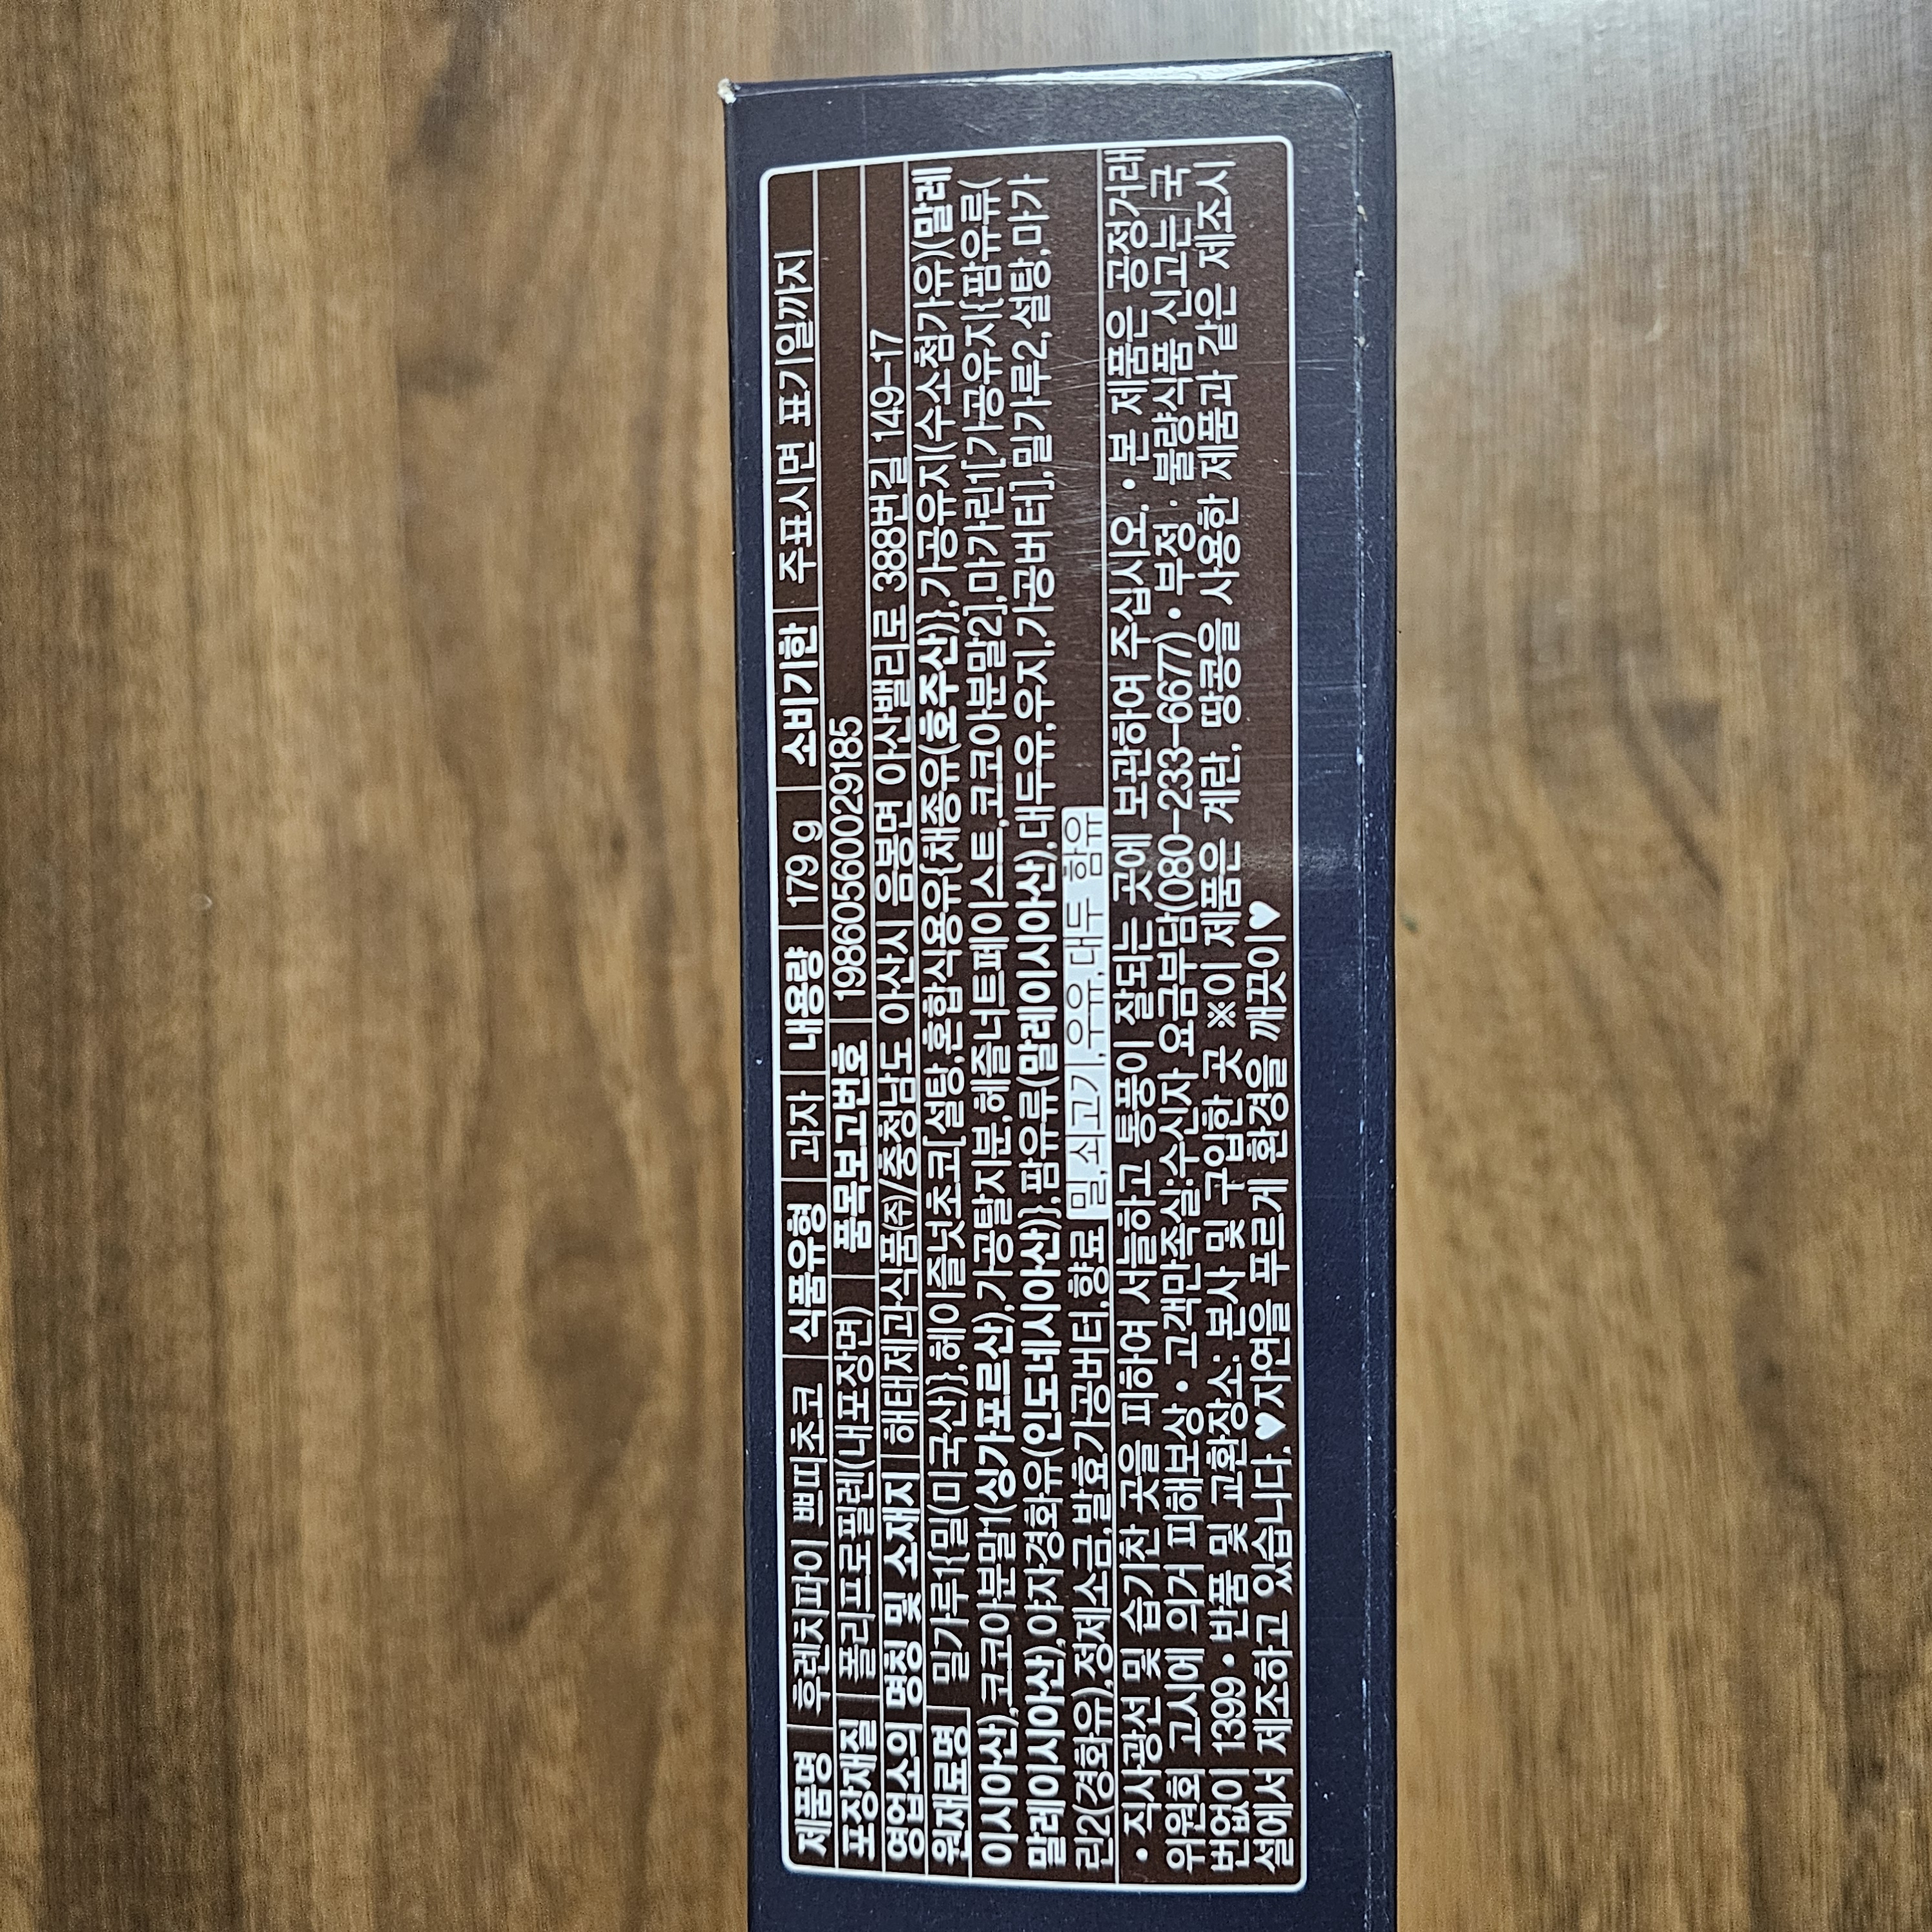 제품명 후렌치파이 쁘띠초코 식품유형 과자 내용량 179 g 소비기한 주표시면 표기일까지
포장재질 폴리프로필렌(내포장면) 품목보고번호 19860560029185
영업소의 명칭 및 소재지 해태제과식품㈜/충청남도 아산시 음봉면 아산밸리로 388번길 149-17
원재료명 밀가루1{밀(미국산)},헤이즐넛초코[설탕,혼합식용유{채종유(호주산)},가공유지(수소첨가유)(말레
이시아산),코코아분말1(싱가포르산),가공탈지분,헤즐너트페이스트,코코아분말2],마가린1[가공유지{팜유류(
말레이시아산),야자경화유(인도네시아산)},팜유류(말레이시아산),대두유,우지,가공버터],밀가루2,설탕,마가
린2(경화유),정제소금,발효가공버터,향료 밀,쇠고기,우유,대두 함유
• 직사광선 및 습기찬 곳을 피하여 서늘하고 통풍이 잘되는 곳에 보관하여 주십시오. • 본 제품은 공정거래
위원회 고시에 의거 피해보상 • 고객만족실:수신자 요금부담(080-233-6677) • 부정 · 불량식품 신고는 국
번없이 1399 • 반품 및 교환장소: 본사 및 구입한 곳 ※이 제품은 계란, 땅콩을 사용한 제품과 같은 제조시
설에서 제조하고 있습니다. ♥자연을 푸르게 환경을 깨끗이♥